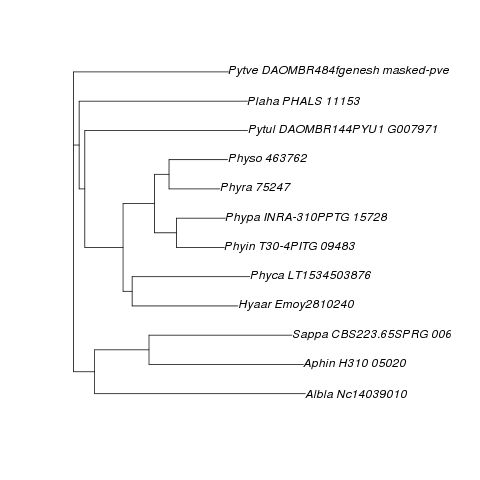 Pytve DAOMBR484fgenesh masked-pve
Plaha PHALS 11153
Pytul DAOMBR144PYU1 G007971
Physo 463762
Phyra 75247
Phypa INRA-310PPTG 15728
Phyin T30-4PITG 09483
Phyca LT1534503876
Hyaar Emoy2810240
Sappa CBS223.65SPRG 006
Aphin H310 05020
Albla Nc14039010